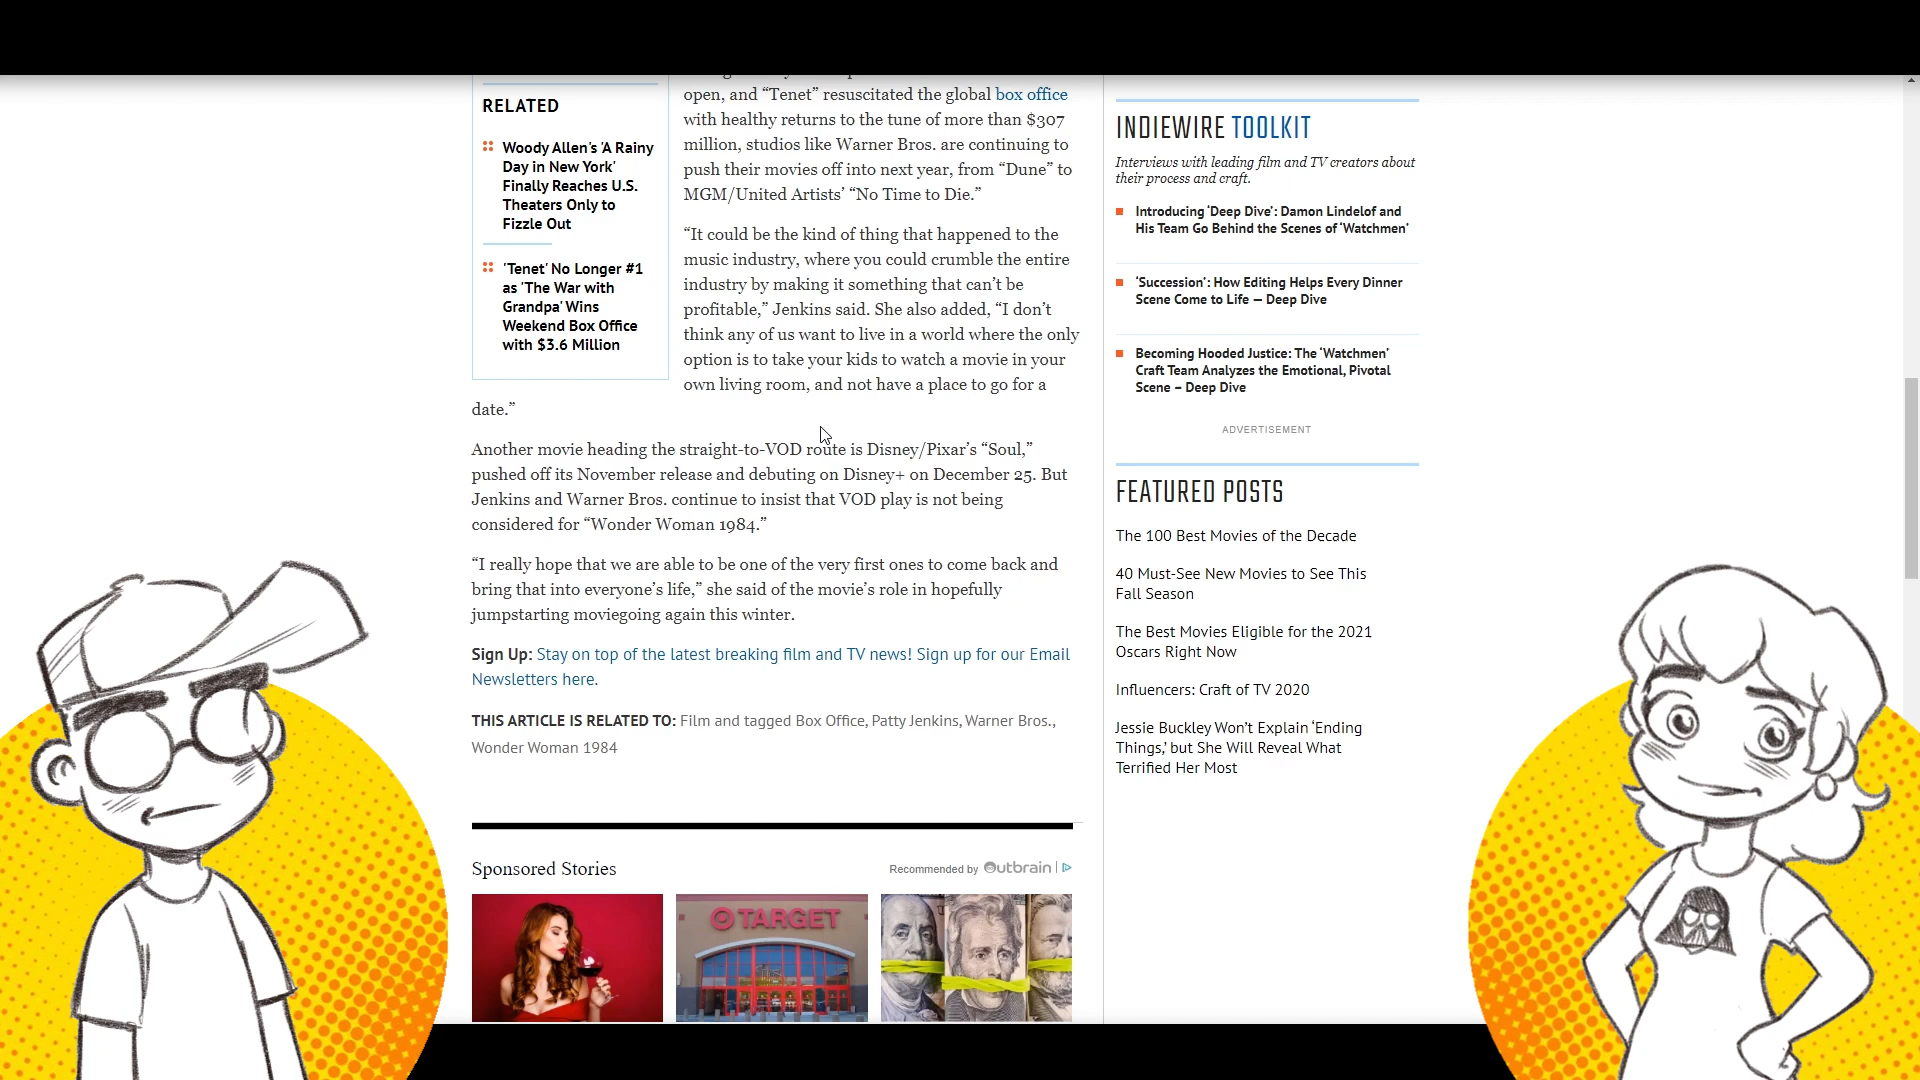 RELATED
Woody Allen's 'A Rainy
Day in New York'
Finally Reaches U.S.
Theaters Only to
Fizzle Out
'Tenet' No Longer #1
as 'The War with
Grandpa' Wins
Weekend Box Office
with $3.6 Million
open, and “Tenet” resuscitated the global box office
with healthy returns to the tune of more than $307
million, studios like Warner Bros. are continuing to
push their movies off into next year, from “Dune” to
MGM/United Artists’ “No Time to Die.”
“It could be the kind of thing that happened to the
music industry, where you could crumble the entire
industry by making it something that can’t be
profitable,” Jenkins said. She also added, “I don’t
think any of us want to live in a world where the only
option is to take your kids to watch a movie in your
own living room, and not have a place to go for a
date.”
Another movie heading the straight-to-VOD route is Disney/Pixar’s “Soul,”
pushed off its November release and debuting on Disney+ on December 25. But
Jenkins and Warner Bros. continue to insist that VOD play is not being
considered for “Wonder Woman 1984.”
“I really hope that we are able to be one of the very first ones to come back and
bring that into everyone’s life,” she said of the movie’s role in hopefully
jumpstarting moviegoing again this winter.
Sign Up: Stay on top of the latest breaking film and TV news! Sign up for our Email
Newsletters here.
THIS ARTICLE IS RELATED TO: Film and tagged Box Office, Patty Jenkins, Warner Bros.,
Wonder Woman 1984
Sponsored Stories
Recommended by Outbrain
TARGET
INDIEWIRE TOOLKIT
Interviews with leading film and TV creators about
their process and craft.
Introducing ‘Deep Dive’: Damon Lindelof and
His Team Go Behind the Scenes of ‘Watchmen’
‘Succession’: How Editing Helps Every Dinner
Scene Come to Life — Deep Dive
Becoming Hooded Justice: The ‘Watchmen’
Craft Team Analyzes the Emotional, Pivotal
Scene – Deep Dive
ADVERTISEMENT
FEATURED POSTS
The 100 Best Movies of the Decade
40 Must-See New Movies to See This
Fall Season
The Best Movies Eligible for the 2021
Oscars Right Now
Influencers: Craft of TV 2020
Jessie Buckley Won’t Explain ‘Ending
Things,’ but She Will Reveal What
Terrified Her Most